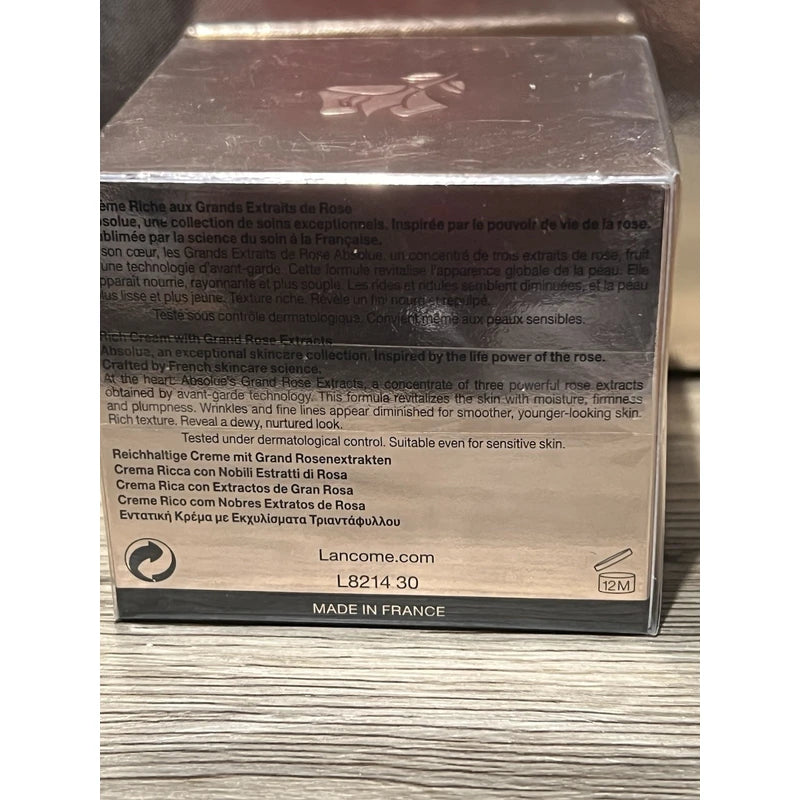 ème Riche aux Grands Extraits de Rose
solue, une collection de soins exceptionnels. Inspirée par le pouvoir de vie de la rose.
blimée par la science du soin à la Française.
son cœur, les Grands Extraits de Rose Absolue, un concentré de trois extraits de rose, fruit
une technologie d'avant-garde. Cette formule revitalise l'apparence globale de la peau. Elle
pparaît nourrie, rayonnante et plus souple. Les rides et ridules semblent diminuées, et la peau
lus lisse et plus jeune. Texture riche. Révèle un fini nourri et repulpé.
Testé sous contrôle dermatologique. Convient même aux peaux sensibles.
Rich Cream with Grand Rose Extracts
Absolue, an exceptional skincare collection. Inspired by the life power of the rose.
Crafted by French skincare science.
At the heart: Absolue's Grand Rose Extracts, a concentrate of three powerful rose extracts
obtained by avant-garde technology. This formula revitalizes the skin with moisture, firmness
and plumpness. Wrinkles and fine lines appear diminished for smoother, younger-looking skin.
Rich texture. Reveal a dewy, nurtured look.
Tested under dermatological control. Suitable even for sensitive skin.
Reichhaltige Creme mit Grand Rosenextrakten
Crema Ricca con Nobili Estratti di Rosa
Crema Rica con Extractos de Gran Rosa
Creme Rico com Nobres Extratos de Rosa
Εντατική Κρέμα με Εκχυλίσματα Τριαντάφυλλου
Lancome.com
L8214 30
12M
MADE IN FRANCE